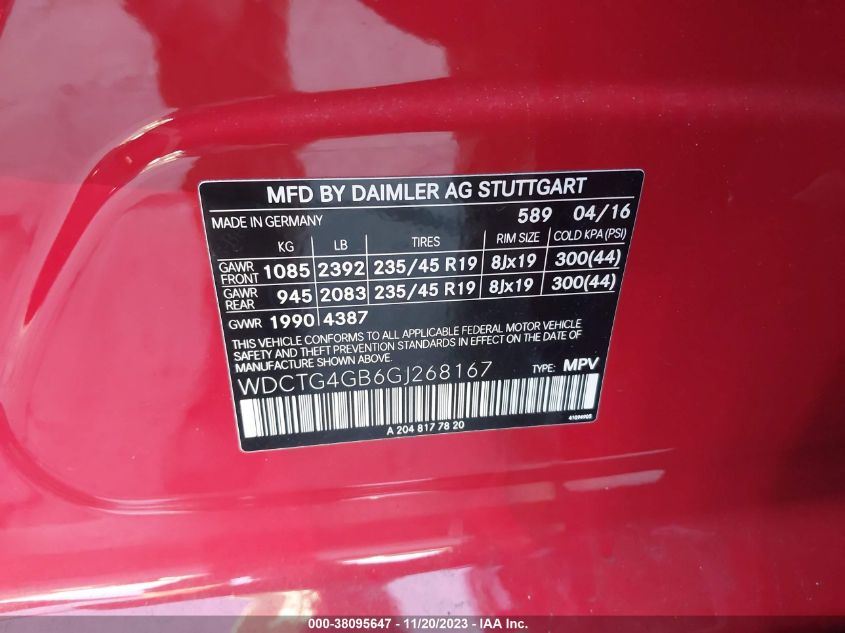 MFD BY DAIMLER AG STUTTGART
MADE IN GERMANY 589 04/16
KG LB TIRES RIM SIZE COLD KPA (PSI)
GAWR FRONT 1085 2392 235/45 R19 8Jx19 300(44)
GAWR REAR 945 2083 235/45 R19 8Jx19 300(44)
GVWR 1990 4387
THIS VEHICLE CONFORMS TO ALL APPLICABLE FEDERAL MOTOR VEHICLE
SAFETY AND THEFT PREVENTION STANDARDS IN EFFECT ON THE DATE OF
MANUFACTURE SHOWN ABOVE.
WDCTG4GB6GJ268167 TYPE: MPV
A 204 817 78 20
000-38095647 - 11/20/2023 - IAA Inc.